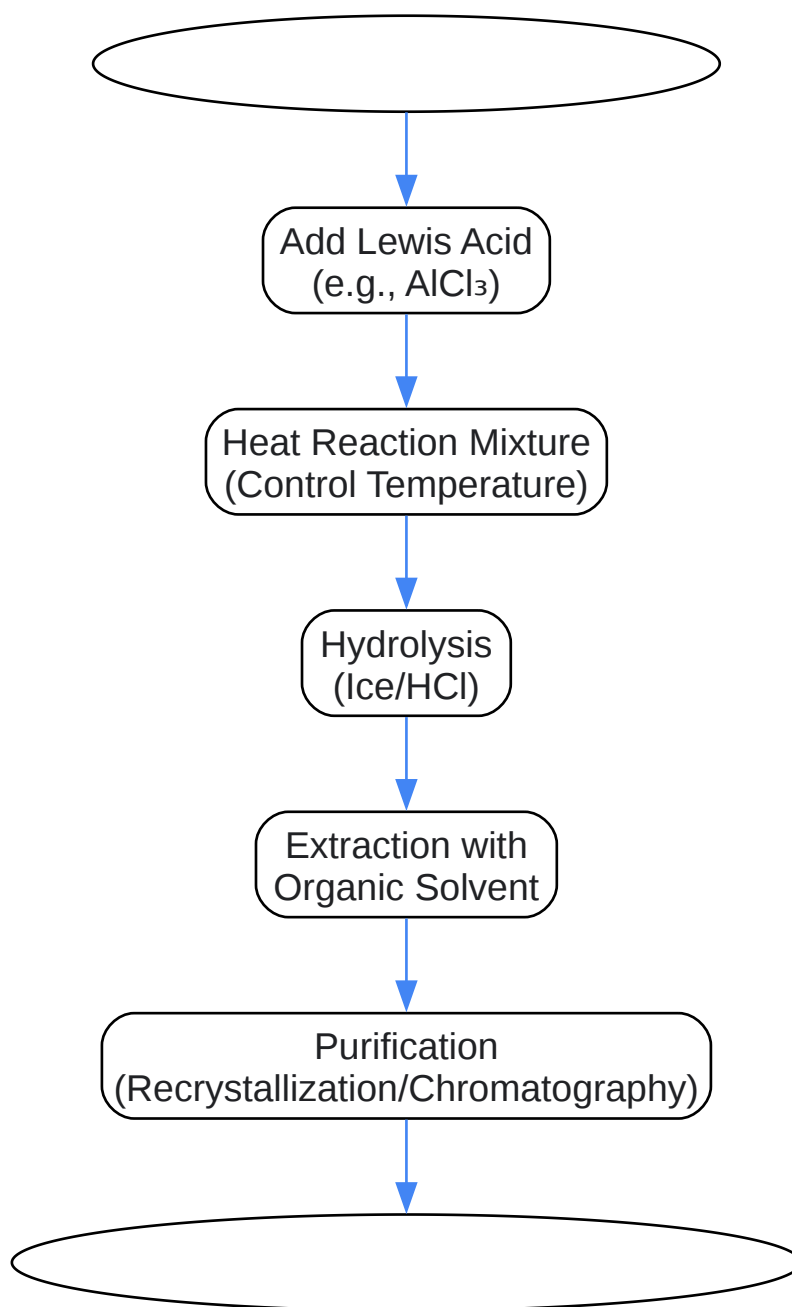 Add Lewis Acid
(e.g., AlCl₃)
Heat Reaction Mixture
(Control Temperature)
Hydrolysis
(Ice/HCl)
Extraction with
Organic Solvent
Purification
(Recrystallization/Chromatography)